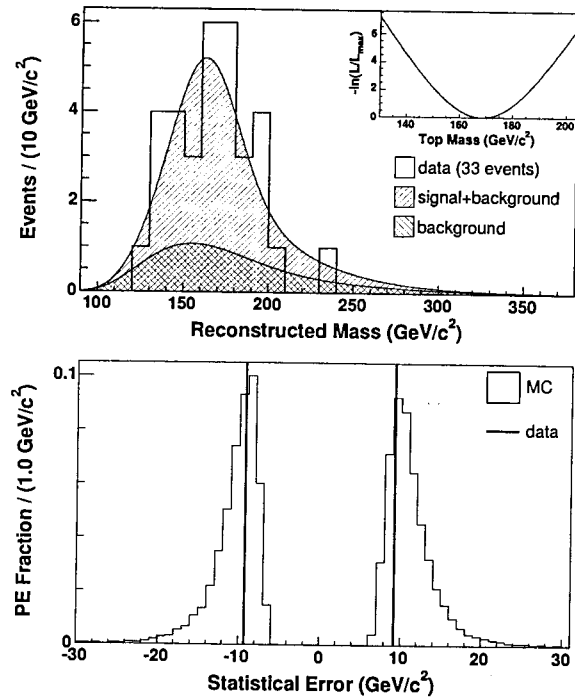 Events / (10 GeV/c²)
6
4
2
0
100 150 200 250 300 350
Reconstructed Mass (GeV/c²)
-ln(L/Lmax)
6
4
2
0
140 160 180 200
Top Mass (GeV/c²)
data (33 events)
signal+background
background
PE Fraction / (1.0 GeV/c²)
0.1
0
-30 -20 -10 0 10 20 30
Statistical Error (GeV/c²)
MC
data